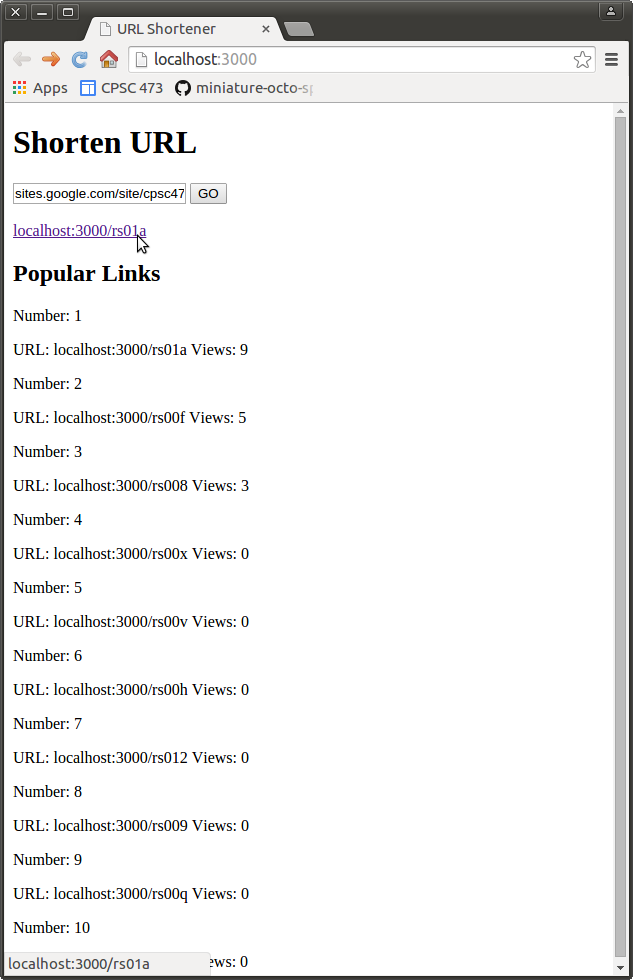 URL Shortener
localhost:3000
Apps CPSC 473 miniature-octo-sp
Shorten URL
sites.google.com/site/cpsc47 GO
localhost:3000/rs01a
Popular Links
Number: 1
URL: localhost:3000/rs01a Views: 9
Number: 2
URL: localhost:3000/rs00f Views: 5
Number: 3
URL: localhost:3000/rs008 Views: 3
Number: 4
URL: localhost:3000/rs00x Views: 0
Number: 5
URL: localhost:3000/rs00v Views: 0
Number: 6
URL: localhost:3000/rs00h Views: 0
Number: 7
URL: localhost:3000/rs012 Views: 0
Number: 8
URL: localhost:3000/rs009 Views: 0
Number: 9
URL: localhost:3000/rs00q Views: 0
Number: 10
localhost:3000/rs01a ews: 0